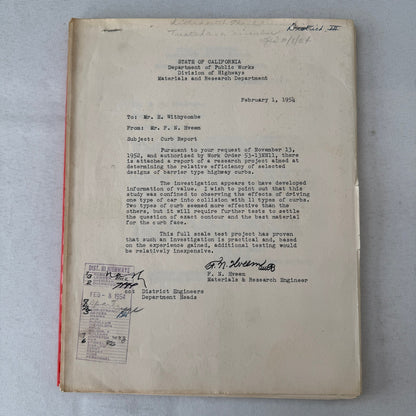 District VII
STATE OF CALIFORNIA
Department of Public Works
Division of Highways
Materials and Research Department
February 1, 1954
To: Mr. E. Withycombe
From: Mr. F. N. Hveem
Subject: Curb Report
Pursuant to your request of November 13,
1952, and authorized by Work Order 53-13NH11, there is
attached a report of a research project aimed at
determining the relative efficiency of selected
designs of barrier type highway curbs.
The investigation appears to have developed
information of value. I wish to point out that this
study was confined to observing the effects of driving
one type of car into collision with 11 types of curbs.
Two types of curb seemed more effective than the
others, but it will require further tests to settle
the question of exact contour and the best material
for the curb face.
This full scale test project has proven
that such an investigation is practical and, based
on the experience gained, additional testing would
be relatively inexpensive.
F. N. Hveem
F. N. Hveem
Materials & Research Engineer
cc: District Engineers
Department Heads
DIST. HIGHWAYS
FEB -8 1954